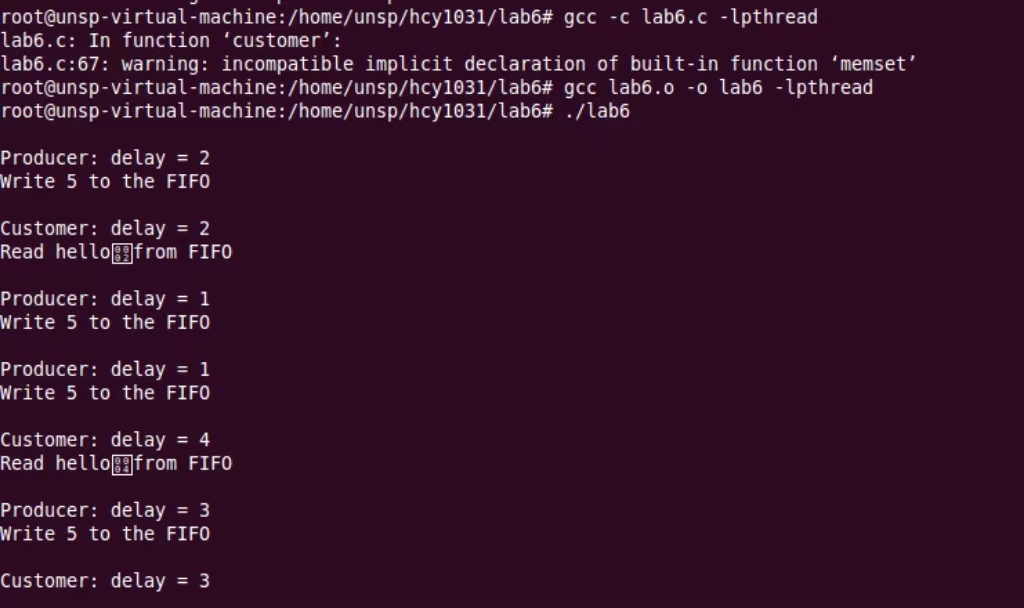 root@unsp-virtual-machine:/home/unsp/hcy1031/lab6# gcc -c lab6.c -lpthread
lab6.c: In function ‘customer’:
lab6.c:67: warning: incompatible implicit declaration of built-in function ‘memset’
root@unsp-virtual-machine:/home/unsp/hcy1031/lab6# gcc lab6.o -o lab6 -lpthread
root@unsp-virtual-machine:/home/unsp/hcy1031/lab6# ./lab6
Producer: delay = 2
Write 5 to the FIFO
Customer: delay = 2
Read hello from FIFO
Producer: delay = 1
Write 5 to the FIFO
Producer: delay = 1
Write 5 to the FIFO
Customer: delay = 4
Read hello from FIFO
Producer: delay = 3
Write 5 to the FIFO
Customer: delay = 3